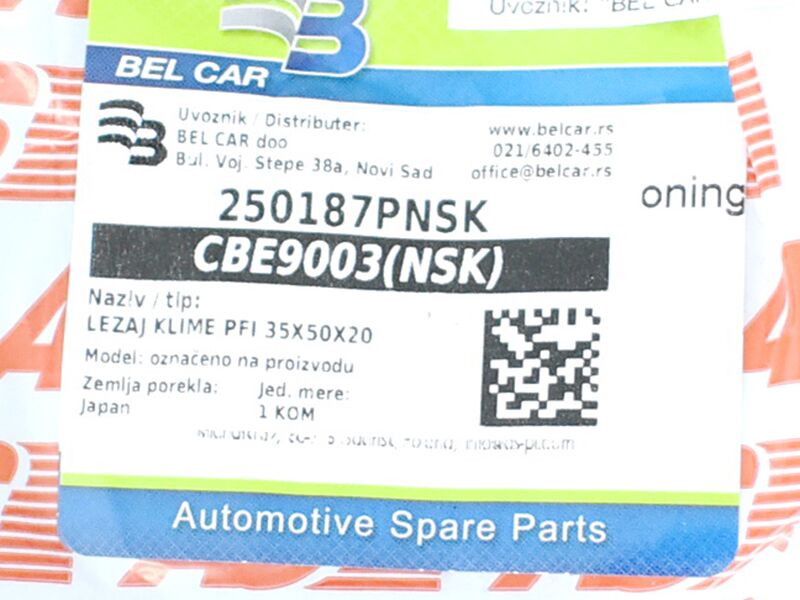 Uvoznik: "BEL CAR
BEL CAR
Uvoznik / Distributer:
BEL CAR doo
Bul. Voj. Stepe 38a, Novi Sad
www.belcar.rs
021/6402-455
office@belcar.rs
oning
250187PNSK
CBE9003(NSK)
Naziv / tip:
LEZAJ KLIME PFI 35X50X20
Model: označeno na proizvodu
Zemlja porekla:
Japan
Jed. mere:
1 KOM
Automotive Spare Parts